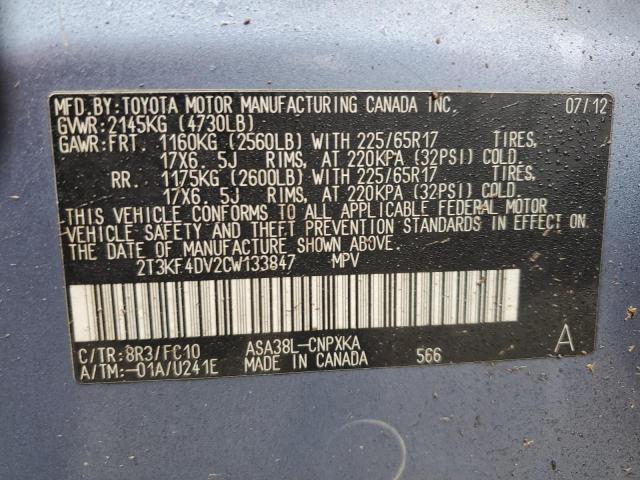 MFD.BY:TOYOTA MOTOR MANUFACTURING CANADA INC. 07/12
GVWR:2145KG (4730LB)
GAWR:FRT. 1160KG (2560LB) WITH 225/65R17 TIRES,
17X6.5J RIMS, AT 220KPA (32PSI) COLD.
RR. 1175KG (2600LB) WITH 225/65R17 TIRES,
17X6.5J RIMS, AT 220KPA (32PSI) COLD.
THIS VEHICLE CONFORMS TO ALL APPLICABLE FEDERAL MOTOR
VEHICLE SAFETY AND THEFT PREVENTION STANDARDS IN EFFECT ON
THE DATE OF MANUFACTURE SHOWN ABOVE.
2T3KF4DV2CW133847 MPV
C/TR:8R3/FC10 ASA38L-CNPXKA A
A/TM:-01A/U241E MADE IN CANADA 566